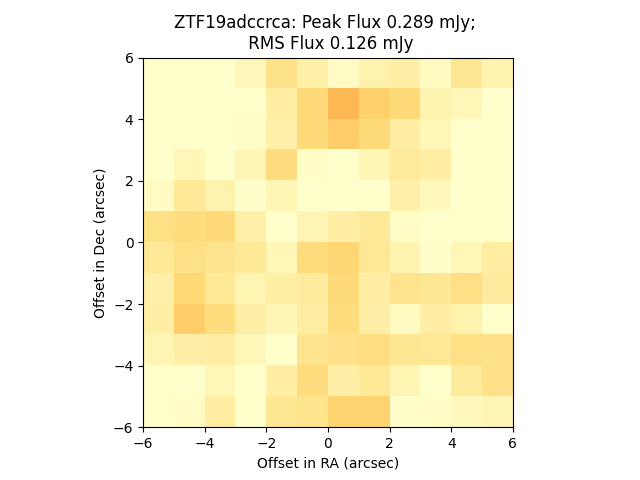 ZTF19adccrca: Peak Flux 0.289 mJy;
RMS Flux 0.126 mJy
6
4
2
0
−2
−4
−6
Offset in Dec (arcsec)
−6 −4 −2 0 2 4 6
Offset in RA (arcsec)